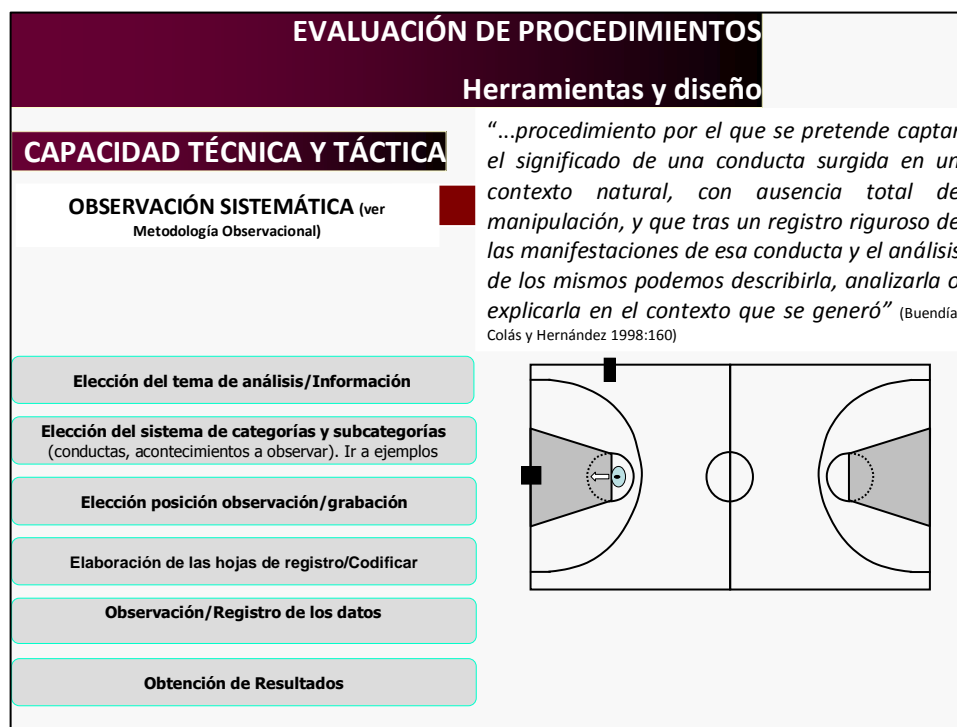 EVALUACIÓN DE PROCEDIMIENTOS
Herramientas y diseño
CAPACIDAD TÉCNICA Y TÁCTICA
OBSERVACIÓN SISTEMÁTICA (ver
Metodología Observacional)
“...procedimiento por el que se pretende captar
el significado de una conducta surgida en un
contexto natural, con ausencia total de
manipulación, y que tras un registro riguroso de
las manifestaciones de esa conducta y el análisis
de los mismos podemos describirla, analizarla o
explicarla en el contexto que se generó” (Buendía
Colás y Hernández 1998:160)
Elección del tema de análisis/Información
Elección del sistema de categorías y subcategorías
(conductas, acontecimientos a observar). Ir a ejemplos
Elección posición observación/grabación
Elaboración de las hojas de registro/Codificar
Observación/Registro de los datos
Obtención de Resultados